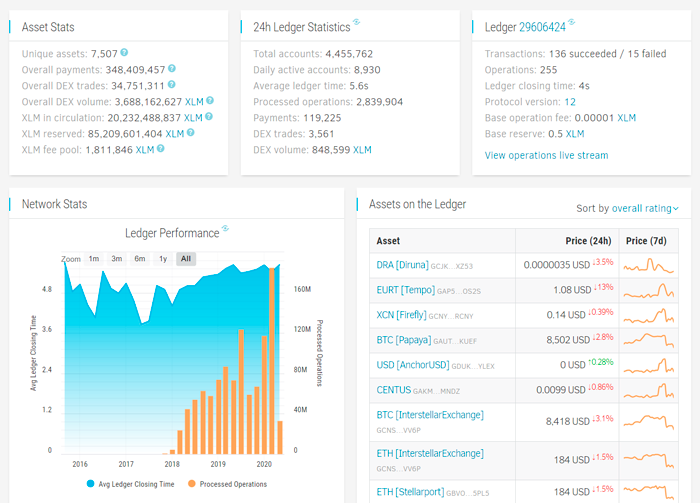 Asset Stats
Unique assets: 7,507
Overall payments: 348,409,457
Overall DEX trades: 34,751,311
Overall DEX volume: 3,688,162,627 XLM
XLM in circulation: 20,232,488,837 XLM
XLM reserved: 85,209,601,404 XLM
XLM fee pool: 1,811,846 XLM
24h Ledger Statistics
Total accounts: 4,455,762
Daily active accounts: 8,930
Average ledger time: 5.6s
Processed operations: 2,839,904
Payments: 119,225
DEX trades: 3,561
DEX volume: 848,599 XLM
Ledger 29606424
Transactions: 136 succeeded / 15 failed
Operations: 255
Ledger closing time: 4s
Protocol version: 12
Base operation fee: 0.00001 XLM
Base reserve: 0.5 XLM
View operations live stream
Network Stats
Ledger Performance
Zoom 1m 3m 6m 1y All
4.8
3.6
2.4
1.2
0
Avg Ledger Closing Time
160M
120M
80M
40M
0
Processed Operations
2016 2017 2018 2019 2020
Avg Ledger Closing Time Processed Operations
Assets on the Ledger
Sort by overall rating
Asset Price (24h) Price (7d)
DRA [Diruna] GCJK...XZ53 0.0000035 USD ↓3.5%
EURT [Tempo] GAP5...OS2S 1.08 USD ↓13%
XCN [Firefly] GCNY...RCNY 0.14 USD ↓0.39%
BTC [Papaya] GAUT...KUEF 8,502 USD ↓2.8%
USD [AnchorUSD] GDUK...YLEX 0 USD ↑0.28%
CENTUS GAKM...MNDZ 0.0099 USD ↓0.86%
BTC [InterstellarExchange]
GCNS...VV6P 8,418 USD ↓3.1%
ETH [InterstellarExchange]
GCNS...VV6P 184 USD ↓1.5%
ETH [Stellarport] GBVO...5PL5 184 USD ↓1.5%